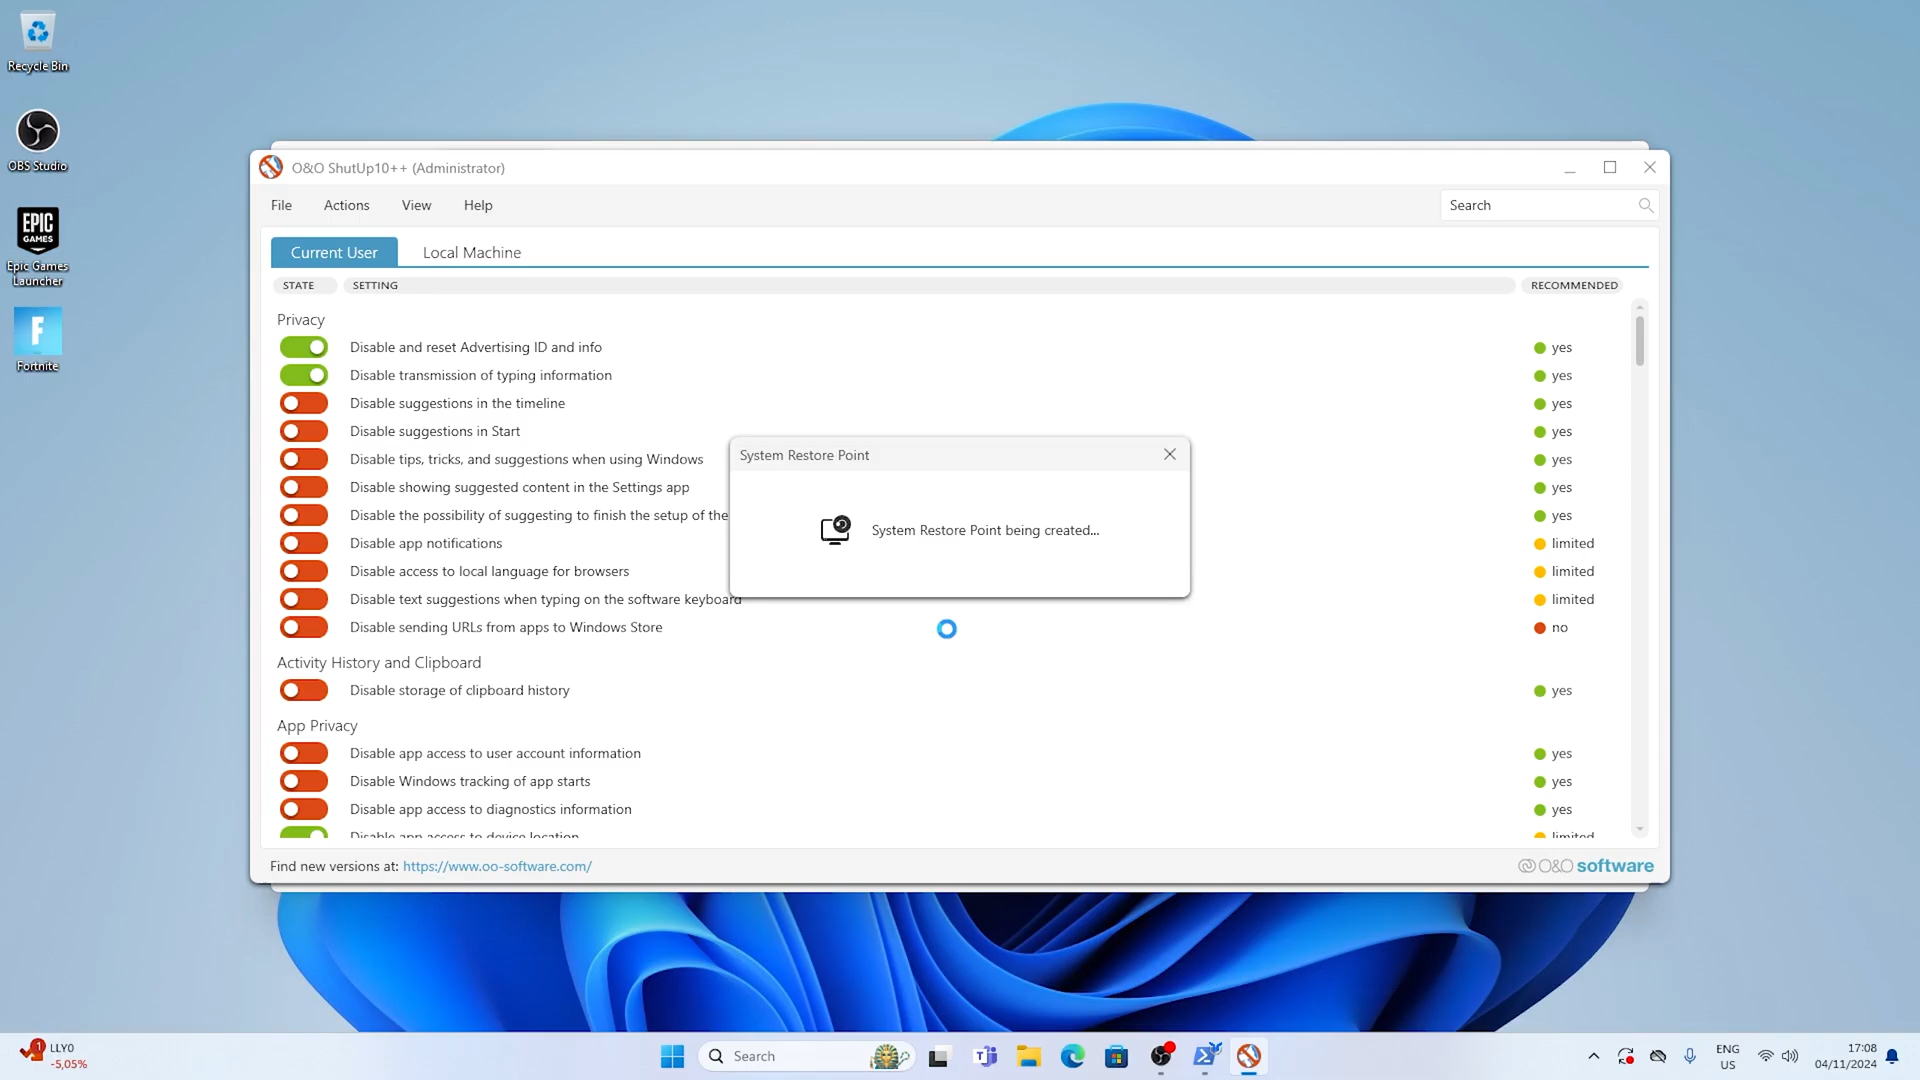 Recycle Bin
OBS Studio
EPIC
GAMES
Epic Games
Launcher
F
Fortnite
O&O ShutUp10++ (Administrator)
File Actions View Help
Search
Current User Local Machine
STATE SETTING RECOMMENDED
Privacy
Disable and reset Advertising ID and info yes
Disable transmission of typing information yes
Disable suggestions in the timeline yes
Disable suggestions in Start yes
Disable tips, tricks, and suggestions when using Windows yes
Disable showing suggested content in the Settings app yes
Disable the possibility of suggesting to finish the setup of the yes
Disable app notifications limited
Disable access to local language for browsers limited
Disable text suggestions when typing on the software keyboard limited
Disable sending URLs from apps to Windows Store no
System Restore Point
System Restore Point being created...
Activity History and Clipboard
Disable storage of clipboard history yes
App Privacy
Disable app access to user account information yes
Disable Windows tracking of app starts yes
Disable app access to diagnostics information yes
Disable app access to device location limited
Find new versions at: https://www.oo-software.com/
O&O software
1
LLY0
-5,05%
Search
ENG
US
17:08
04/11/2024